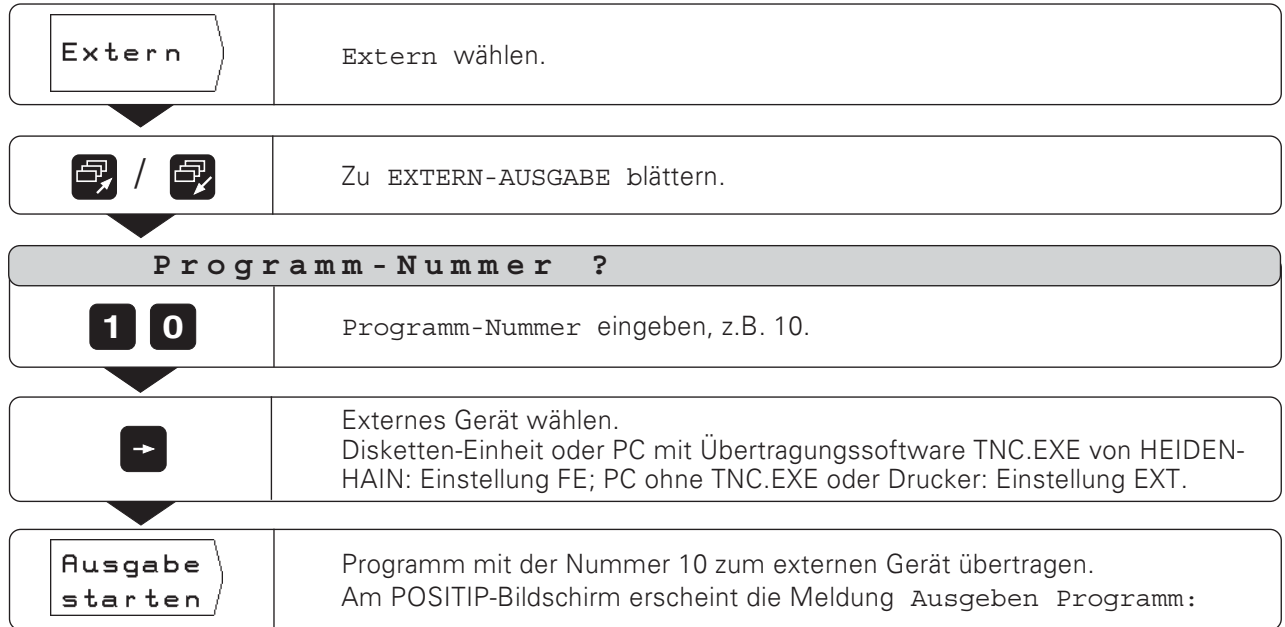 Extern
Extern wählen.
/
Zu EXTERN-AUSGABE blättern.
Programm-Nummer ?
1 0
Programm-Nummer eingeben, z.B. 10.
Externes Gerät wählen.
Disketten-Einheit oder PC mit Übertragungssoftware TNC.EXE von HEIDEN-
HAIN: Einstellung FE; PC ohne TNC.EXE oder Drucker: Einstellung EXT.
Ausgabe
starten
Programm mit der Nummer 10 zum externen Gerät übertragen.
Am POSITIP-Bildschirm erscheint die Meldung Ausgeben Programm: